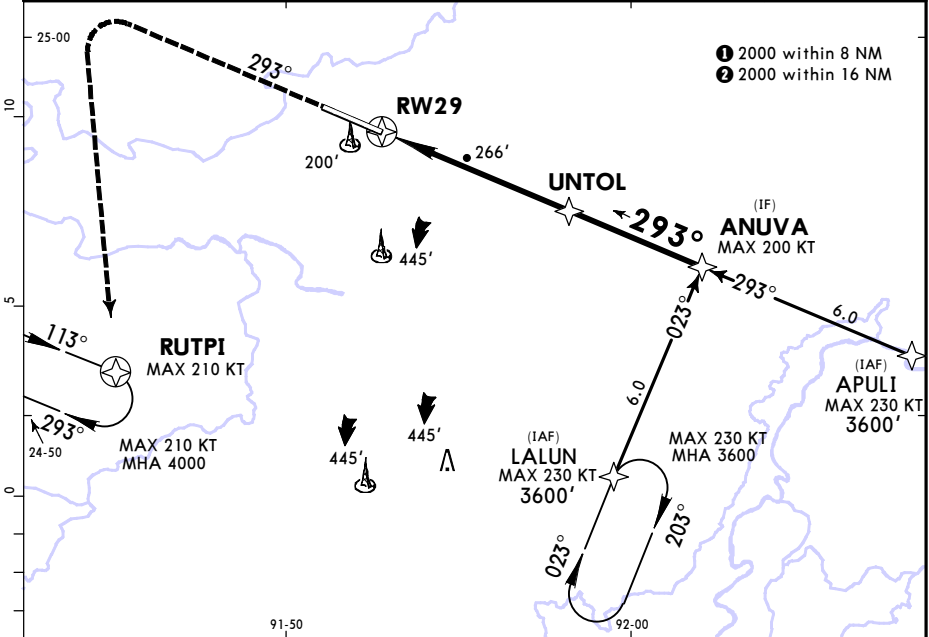 25-00
❶ 2000 within 8 NM
❷ 2000 within 16 NM
293°
RW29
10
200'
266'
UNTOL
(IF)
293°
ANUVA
MAX 200 KT
445'
293°
6.0
023°
5
113°
RUTPI
MAX 210 KT
(IAF)
APULI
MAX 230 KT
3600'
6.0
293°
24-50
MAX 210 KT
MHA 4000
445'
445'
(IAF)
LALUN
MAX 230 KT
3600'
MAX 230 KT
MHA 3600
0
203°
023°
91-50
92-00